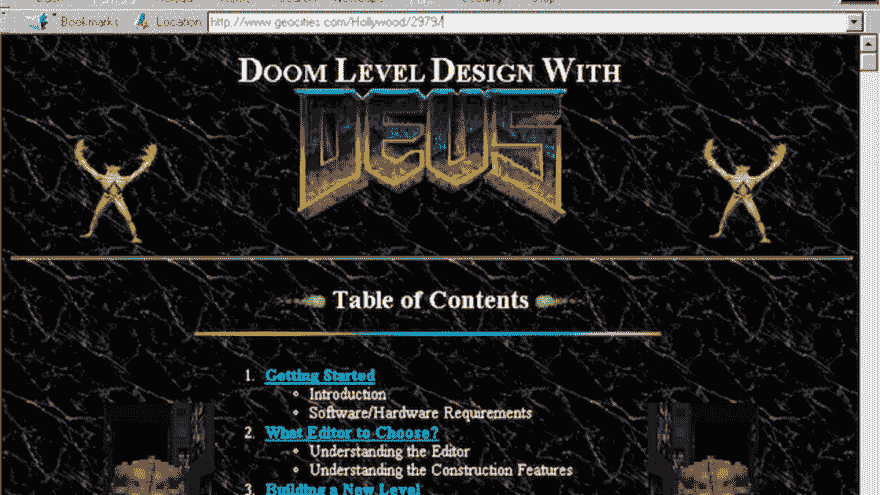 Bookmarks Location http://www.geocities.com/Hollywood/2979/
DOOM LEVEL DESIGN WITH
DEUS
Table of Contents
1. Getting Started
Introduction
Software/Hardware Requirements
2. What Editor to Choose?
Understanding the Editor
Understanding the Construction Features
3. Building a New Level